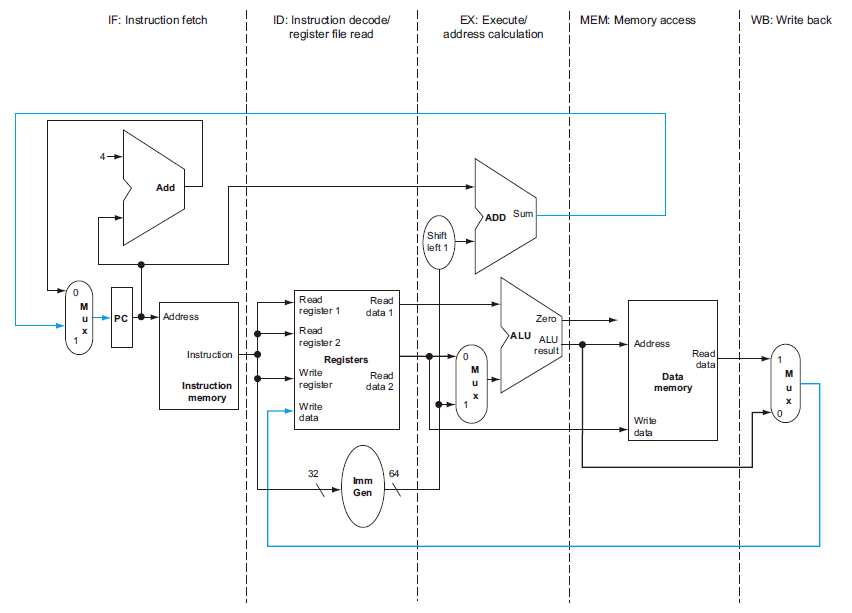 IF: Instruction fetch
ID: Instruction decode/
register file read
EX: Execute/
address calculation
MEM: Memory access
WB: Write back
4
Add
ADD
Sum
Shift
left 1
0
M
u
x
1
PC
Address
Instruction
Instruction
memory
Read
register 1
Read
register 2
Write
register
Write
data
Registers
Read
data 1
Read
data 2
0
M
u
x
1
Zero
ALU
ALU
result
Address
Write
data
Data
memory
Read
data
1
M
u
x
0
32
Imm
Gen
64